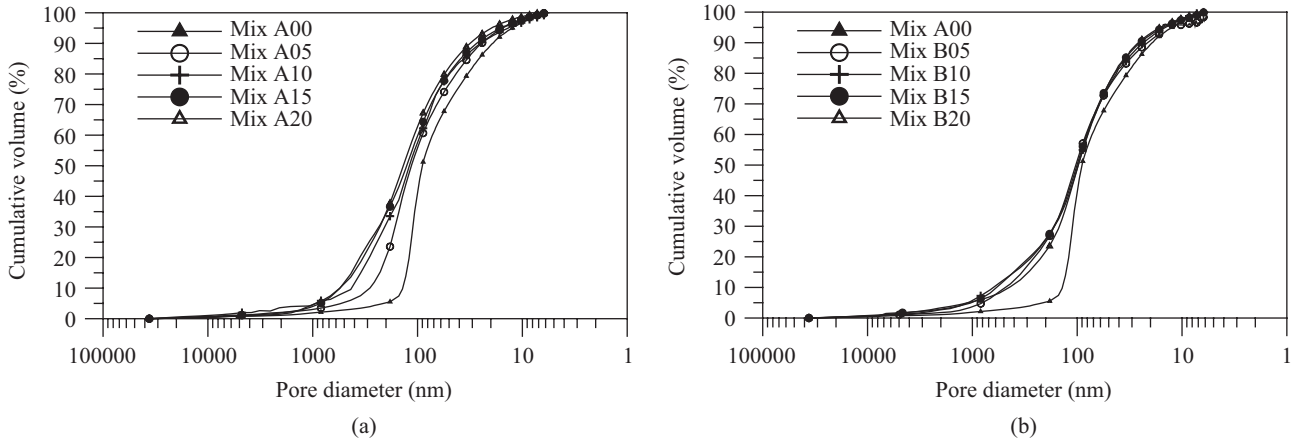 Cumulative volume (%)
100
90
80
70
60
50
40
30
20
10
0
Mix A00
Mix A05
Mix A10
Mix A15
Mix A20
100000 10000 1000 100 10 1
Pore diameter (nm)
(a)
Cumulative volume (%)
100
90
80
70
60
50
40
30
20
10
0
Mix A00
Mix B05
Mix B10
Mix B15
Mix B20
100000 10000 1000 100 10 1
Pore diameter (nm)
(b)